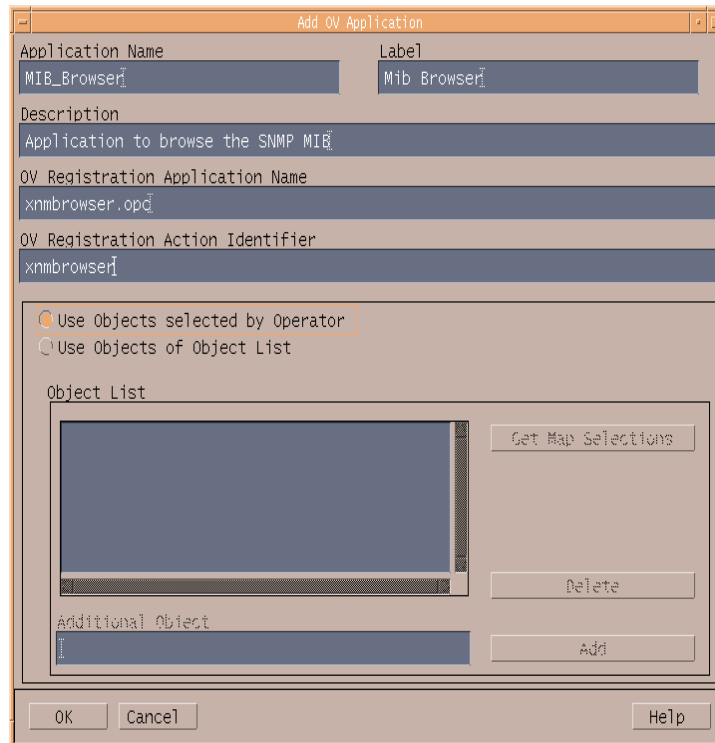 Add OV Application
Application Name Label
MIB_Browser Mib Browser
Description
Application to browse the SNMP MIB
OV Registration Application Name
xnmbrowser.opc
OV Registration Action Identifier
xnmbrowser
Use Objects selected by Operator
Use Objects of Object List
Object List
Get Map Selections
Delete
Additional Object
Add
OK Cancel Help